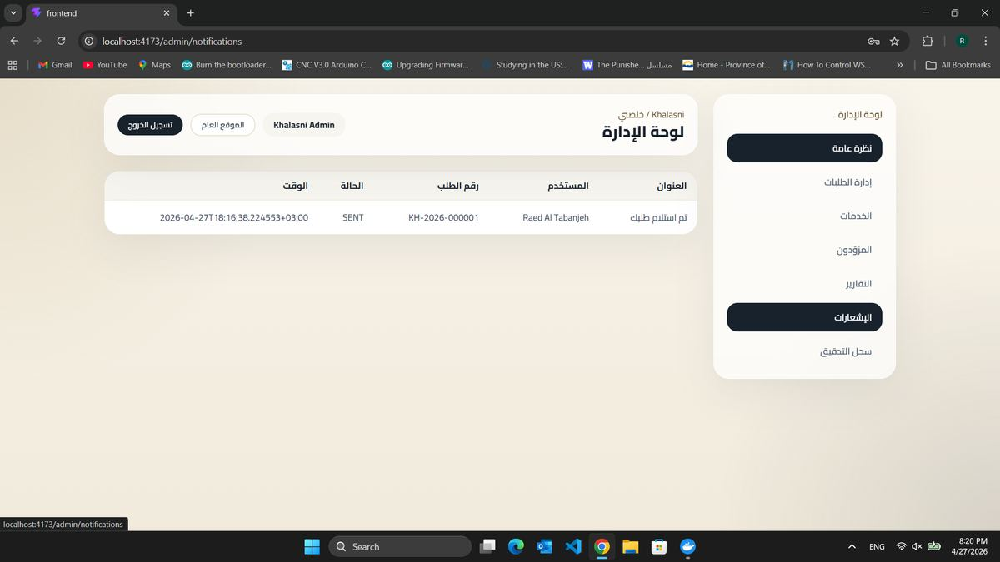 frontend
localhost:4173/admin/notifications
R
Gmail
YouTube
Maps
Burn the bootloader...
CNC V3.0 Arduino C...
Upgrading Firmwar...
Studying in the US:...
The Punishe... مسلسل
Home - Province of...
How To Control WS...
All Bookmarks
لوحة الإدارة
نظرة عامة
إدارة الطلبات
الخدمات
المزوّدون
التقارير
الإشعارات
سجل التدقيق
Khalasni / خلصني
لوحة الإدارة
Khalasni Admin
الموقع العام
تسجيل الخروج
العنوان المستخدم رقم الطلب الحالة الوقت
تم استلام طلبك Raed Al Tabanjeh KH-2026-000001 SENT 2026-04-27T18:16:38.224553+03:00
localhost:4173/admin/notifications
Search
ENG
8:20 PM
4/27/2026